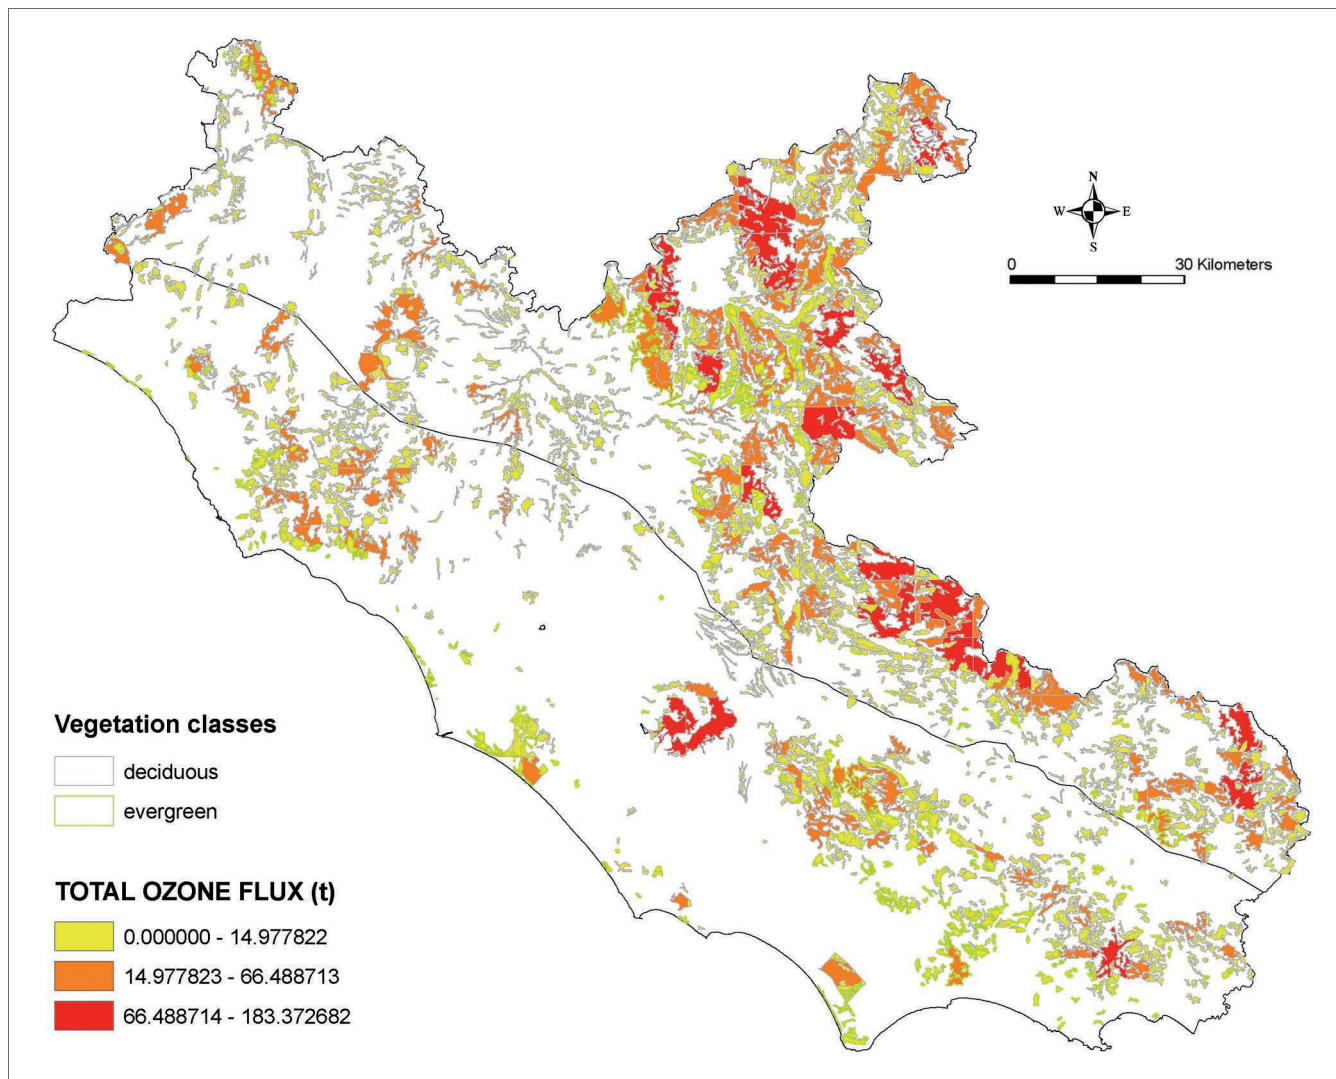 N
W E
S
0 30 Kilometers
Vegetation classes
deciduous
evergreen
TOTAL OZONE FLUX (t)
0.000000 - 14.977822
14.977823 - 66.488713
66.488714 - 183.372682